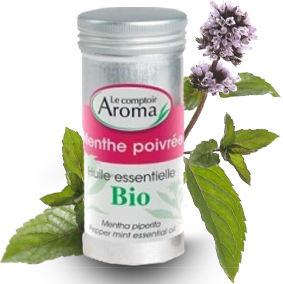 Le comptoir
Aroma
Menthe poivrée
Huile essentielle
Bio
Mentha piperita
Pepper mint essential oil